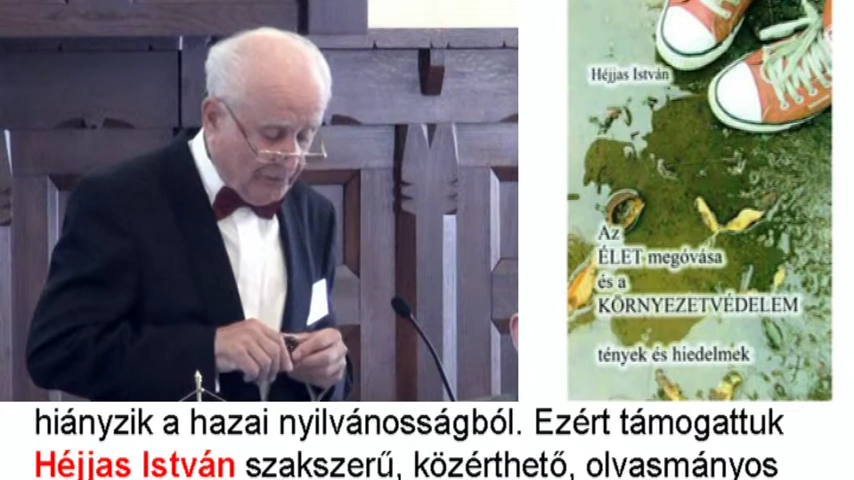 Héjjas István
Az
ÉLET megóvása
és a
KÖRNYEZETVÉDELEM
tények és hiedelmek
hiányzik a hazai nyilvánosságból. Ezért támogattuk
Héjjas István szakszerű, közérthető, olvasmányos